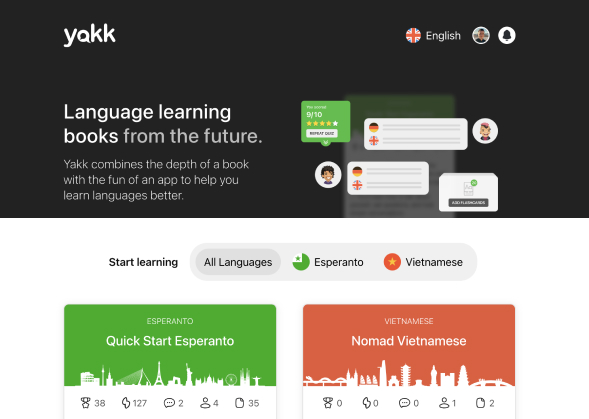 yakk
English
Language learning
books from the future.
Yakk combines the depth of a book
with the fun of an app to help you
learn languages better.
You scored
9/10
REPEAT QUIZ
ADD FLASHCARDS
Start learning
All Languages
Esperanto
Vietnamese
ESPERANTO
Quick Start Esperanto
38
127
2
4
35
VIETNAMESE
Nomad Vietnamese
0
0
0
1
2